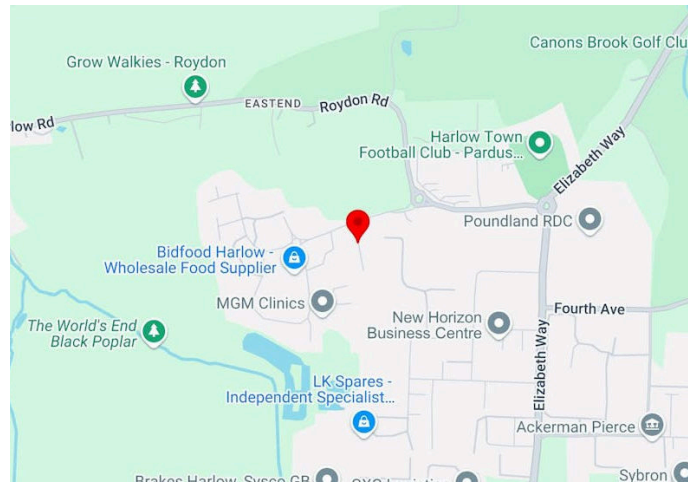 Canons Brook Golf Clu
Grow Walkies - Roydon
EASTEND
Roydon Rd
low Rd
Harlow Town
Football Club - Pardus...
Elizabeth Way
Poundland RDC
Bidfood Harlow -
Wholesale Food Supplier
MGM Clinics
Fourth Ave
New Horizon
Business Centre
The World's End
Black Poplar
LK Spares -
Independent Specialist...
Elizabeth Way
Ackerman Pierce
Brakes Harlow, Sysco GB
Sybron